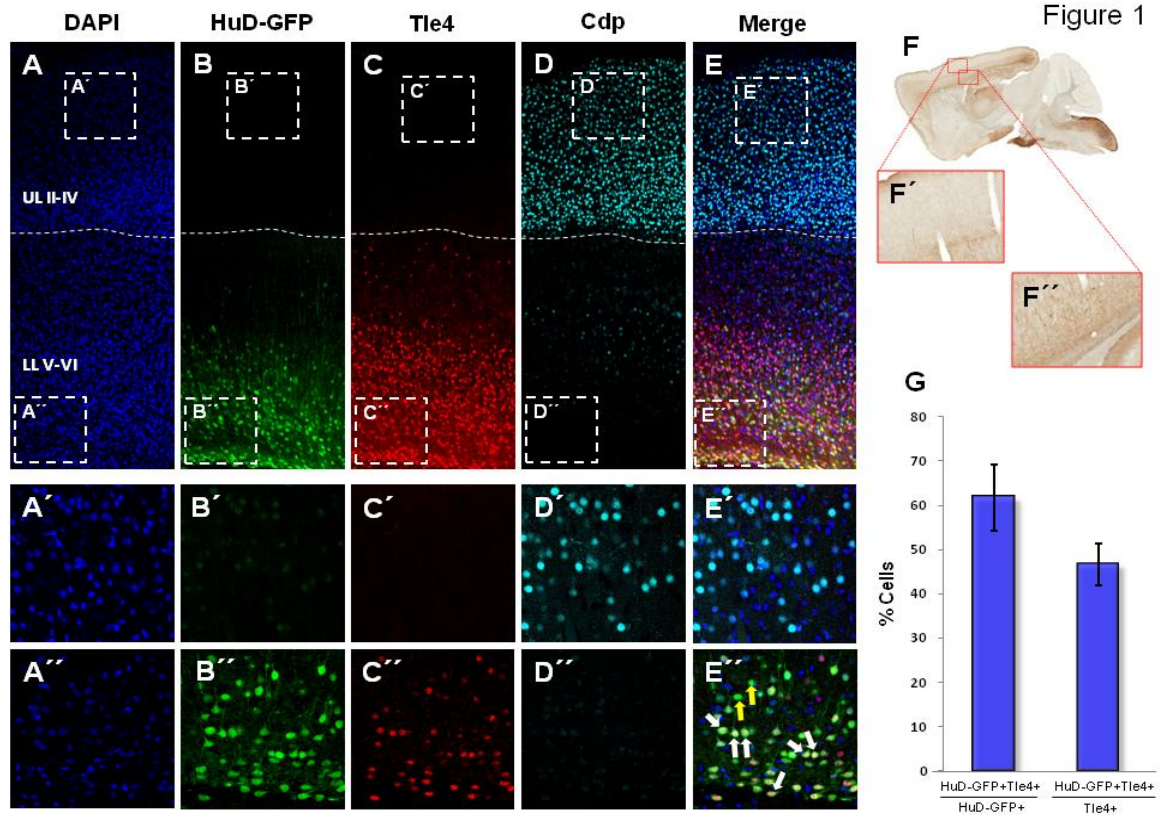 Figure 1
DAPI HuD-GFP Tle4 Cdp Merge
A B C D E F
A´ B´ C´ D´ E´
UL II-IV
F´
LL V-VI
F´´
A´´ B´´ C´´ D´´ E´´
A´ B´ C´ D´ E´
A´´ B´´ C´´ D´´ E´´
G
80
70
60
50
40
30
20
10
0
% Cells
HuD-GFP+Tle4+ HuD-GFP+Tle4+
HuD-GFP+ Tle4+